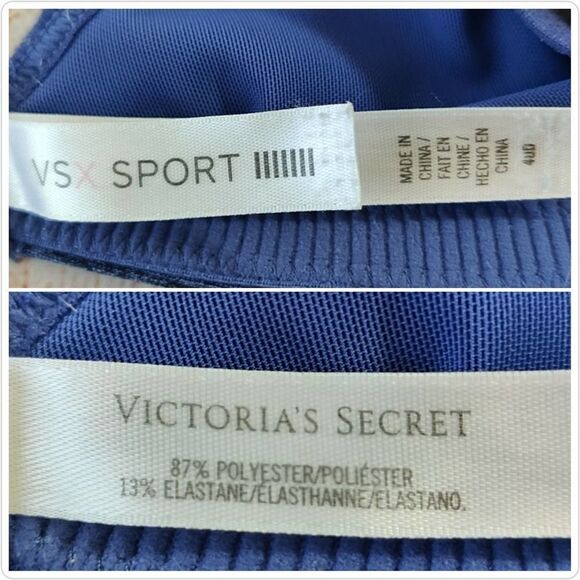 VSX SPORT
MADE IN
CHINA /
FAIT EN
CHINE /
HECHO EN
CHINA
VICTORIA'S SECRET
87% POLYESTER/POLIÉSTER
13% ELASTANE/ÉLASTHANNE/ELASTANO.